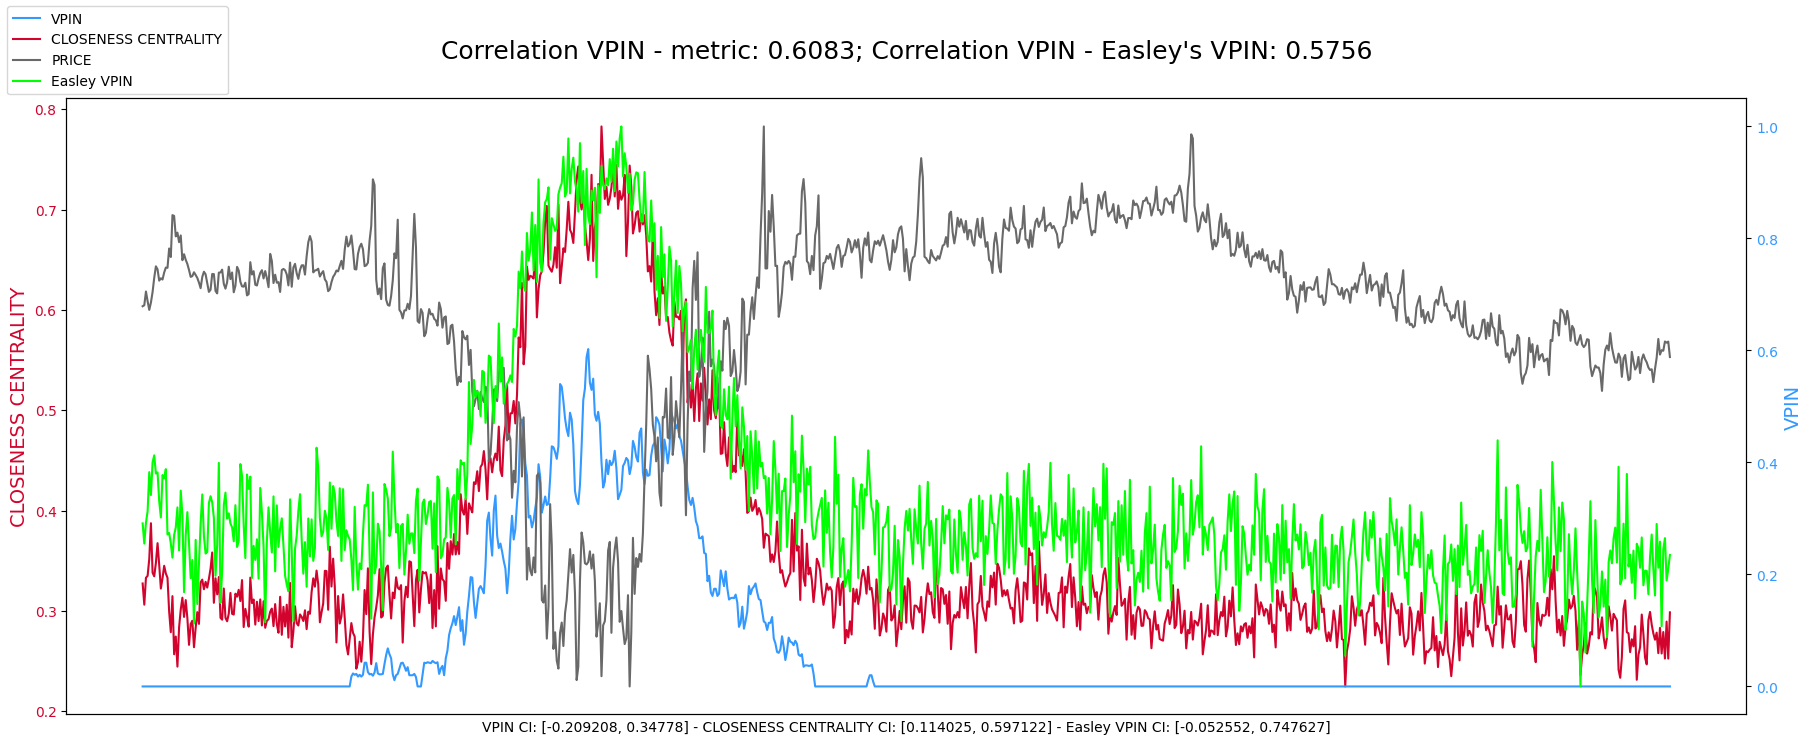 VPIN
CLOSENESS CENTRALITY
PRICE
Easley VPIN
Correlation VPIN - metric: 0.6083; Correlation VPIN - Easley's VPIN: 0.5756
0.8
0.7
0.6
0.5
0.4
0.3
0.2
CLOSENESS CENTRALITY
1.0
0.8
0.6
0.4
0.2
0.0
VPIN
VPIN CI: [-0.209208, 0.34778] - CLOSENESS CENTRALITY CI: [0.114025, 0.597122] - Easley VPIN CI: [-0.052552, 0.747627]